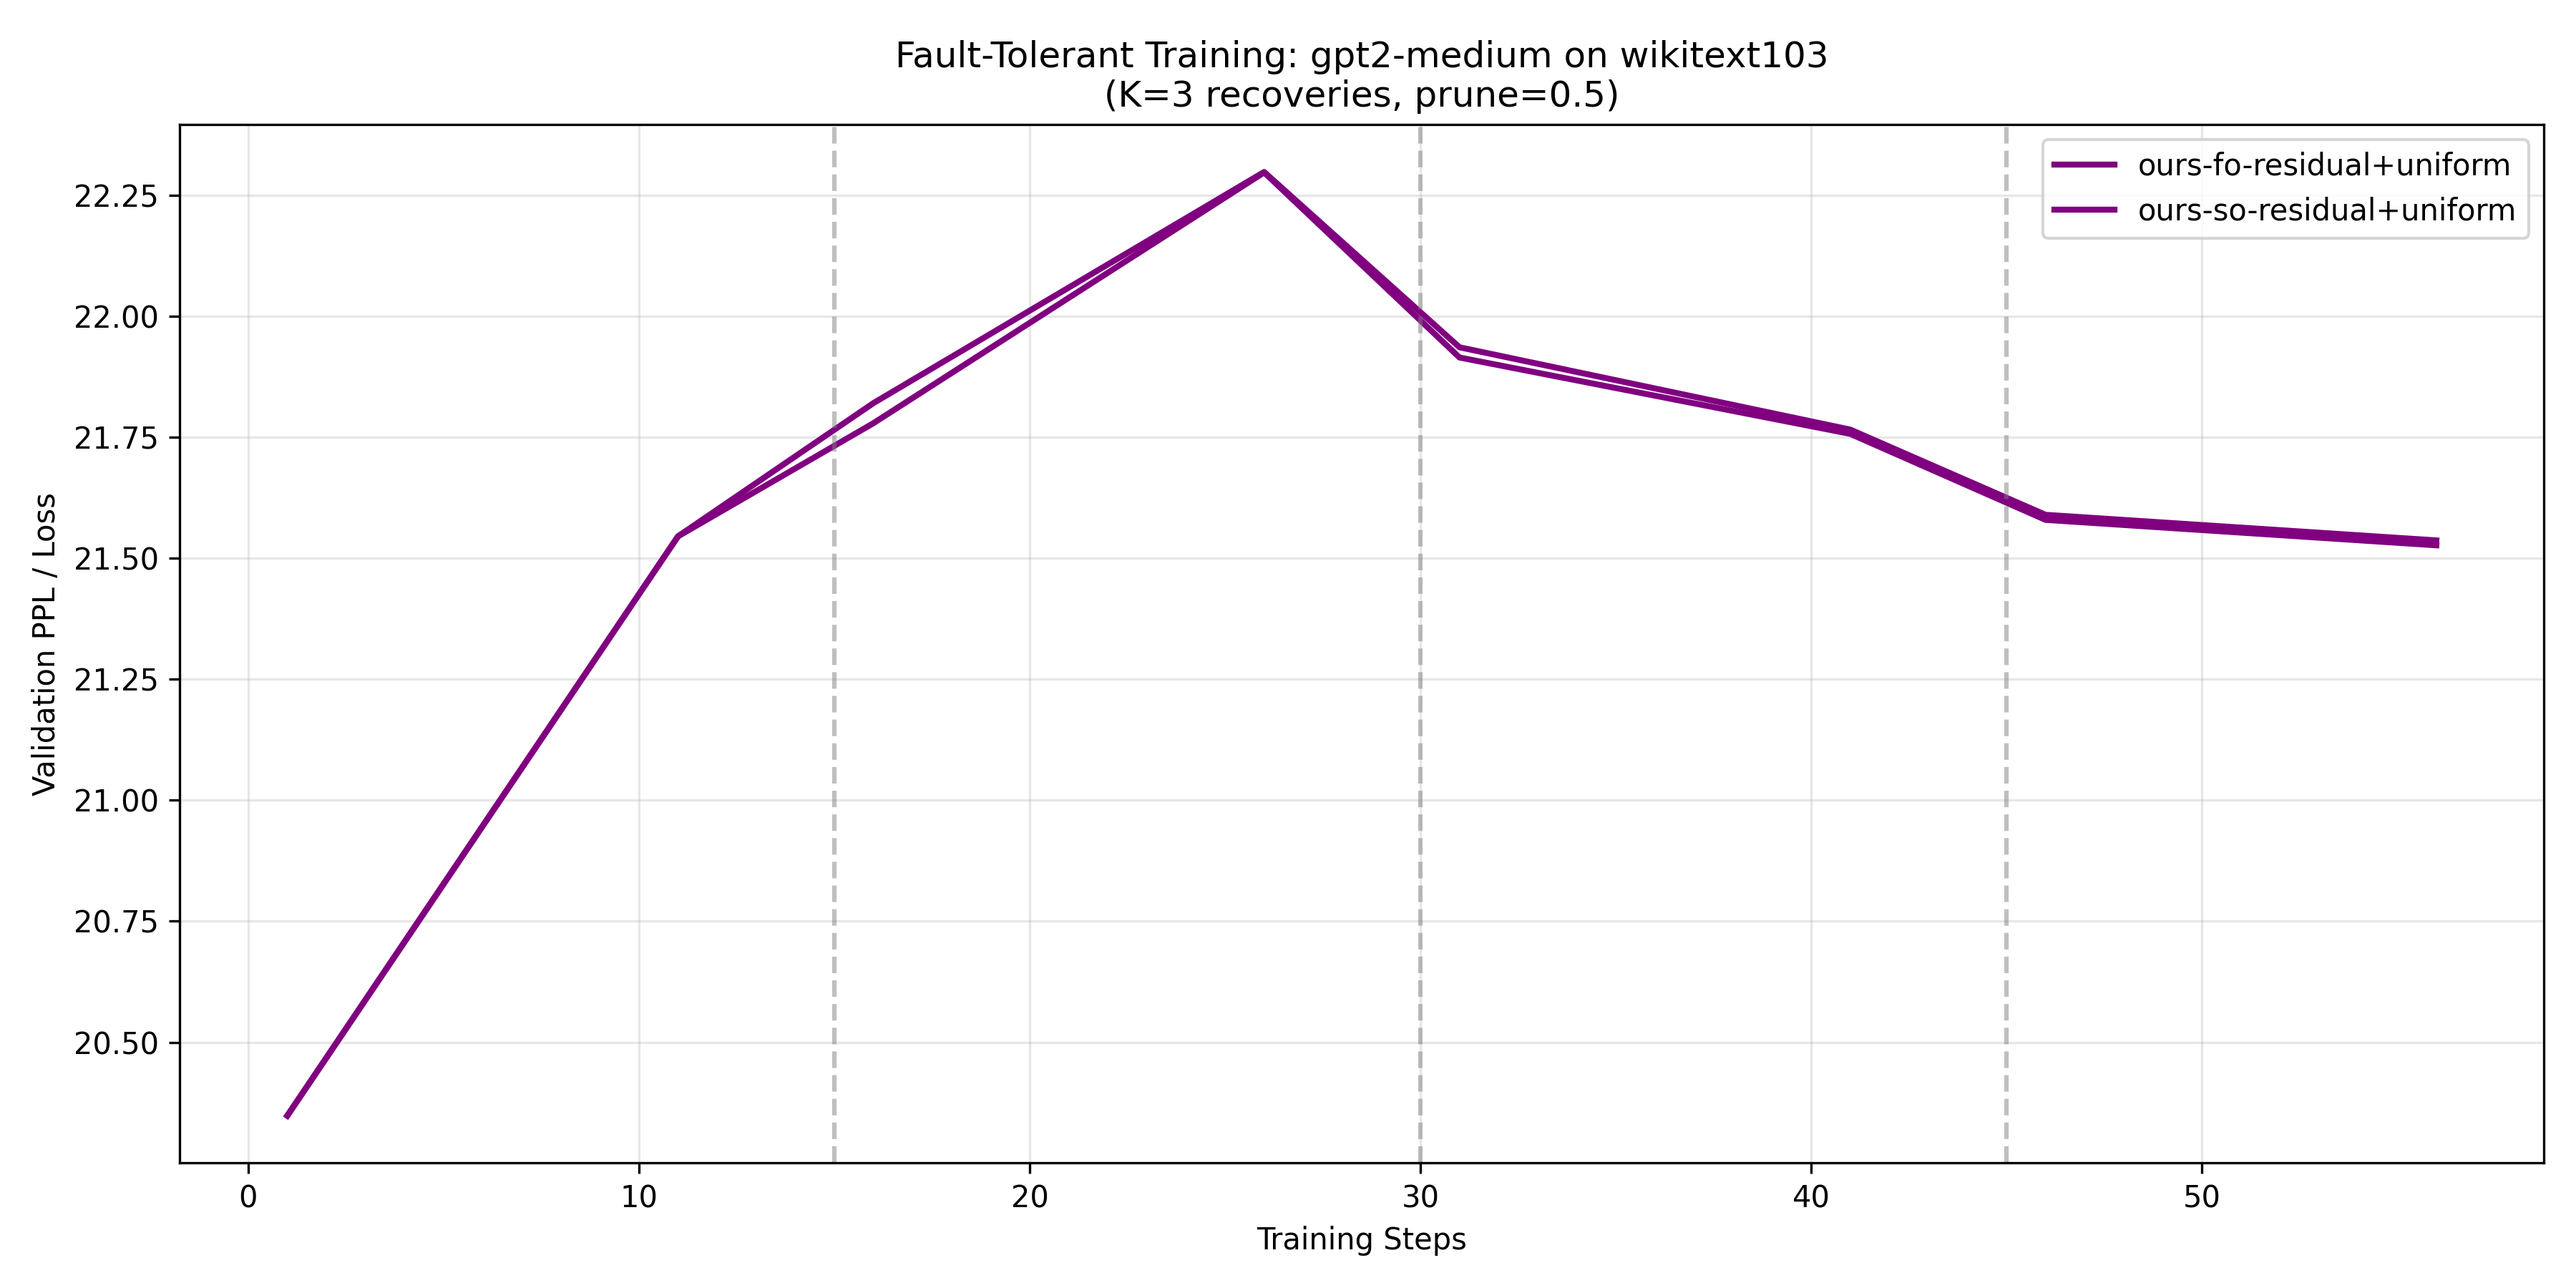 Fault-Tolerant Training: gpt2-medium on wikitext103
(K=3 recoveries, prune=0.5)
ours-fo-residual+uniform
ours-so-residual+uniform
Validation PPL / Loss
22.25
22.00
21.75
21.50
21.25
21.00
20.75
20.50
0 10 20 30 40 50
Training Steps